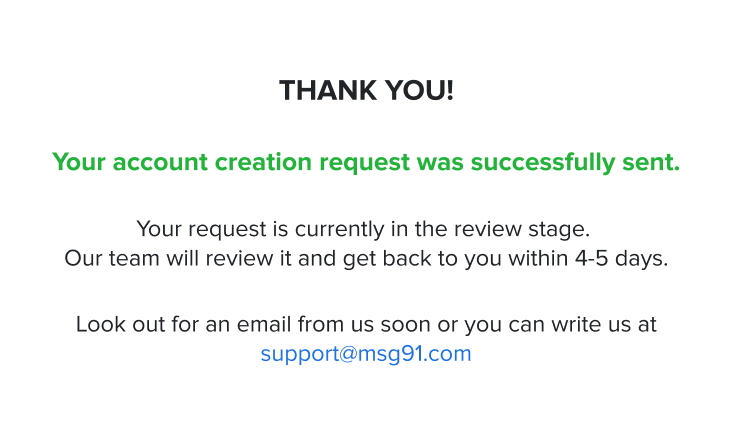 THANK YOU!
Your account creation request was successfully sent.
Your request is currently in the review stage.
Our team will review it and get back to you within 4-5 days.
Look out for an email from us soon or you can write us at
support@msg91.com